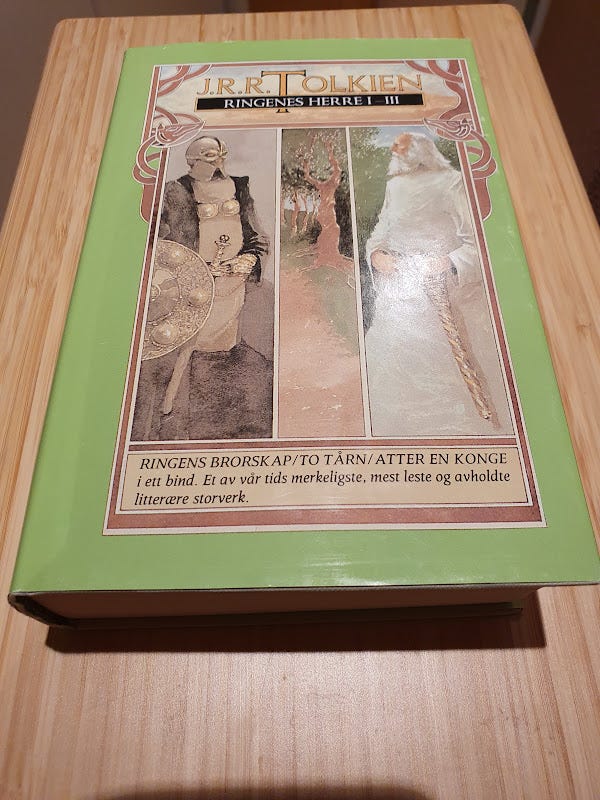 J.R.R. TOLKIEN
RINGENES HERRE I–III
RINGENS BRORSKAP/TO TÅRN/ATTER EN KONGE
i ett bind. Et av vår tids merkeligste, mest leste og avholdte
litterære storverk.